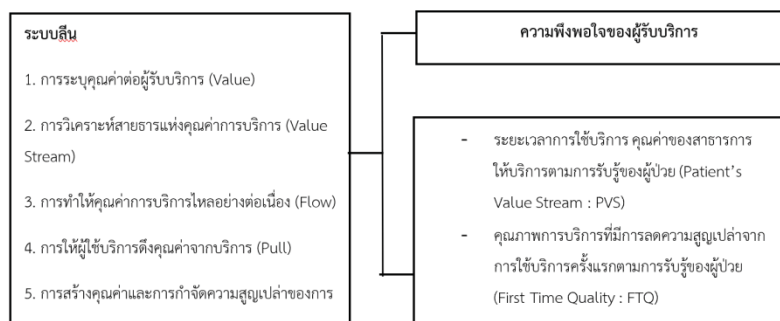 ระบบลีน
1. การระบุคุณค่าต่อผู้รับบริการ (Value)
2. การวิเคราะห์สายธารแห่งคุณค่าการบริการ (Value
Stream)
3. การทำให้คุณค่าการบริการไหลอย่างต่อเนื่อง (Flow)
4. การให้ผู้ใช้บริการดึงคุณค่าจากบริการ (Pull)
5. การสร้างคุณค่าและการกำจัดความสูญเปล่าของการ
ความพึงพอใจของผู้รับบริการ
- ระยะเวลาการใช้บริการ คุณค่าของสาธารการ
ให้บริการตามการรับรู้ของผู้ป่วย (Patient's
Value Stream : PVS)
- คุณภาพการบริการที่มีการลดความสูญเปล่าจาก
การใช้บริการครั้งแรกตามการรับรู้ของผู้ป่วย
(First Time Quality : FTQ)